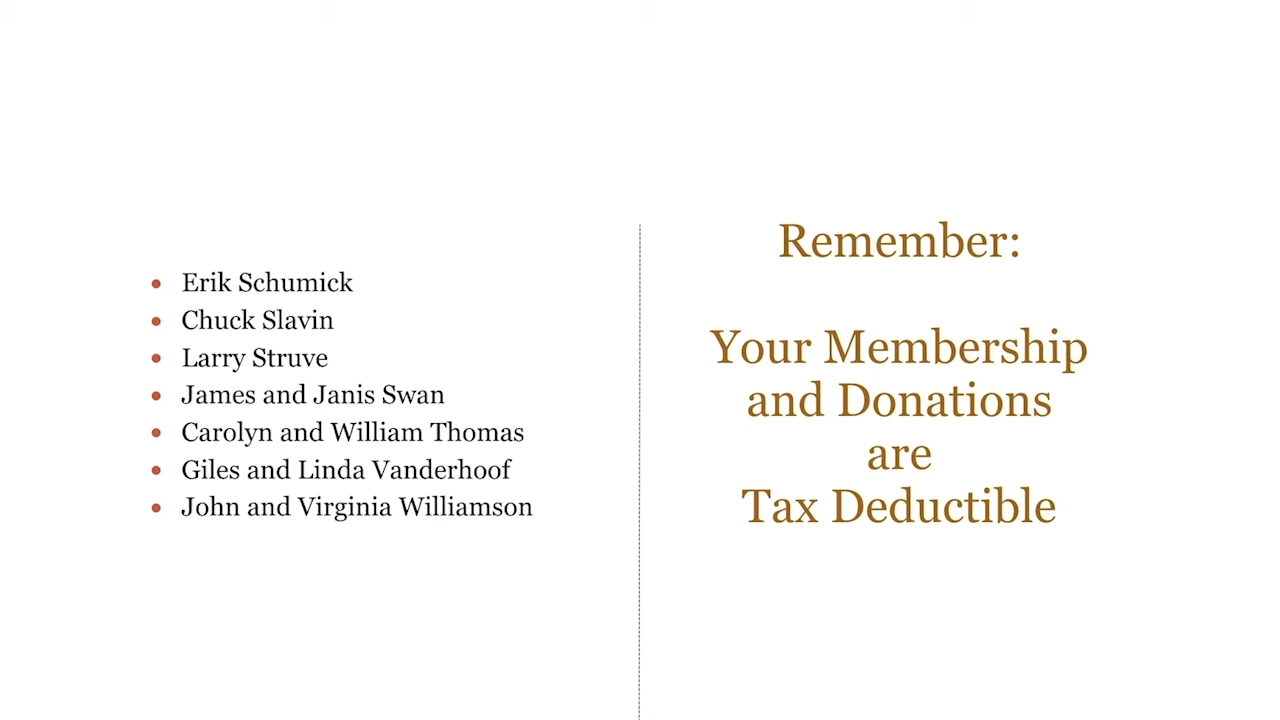 Erik Schumick
Chuck Slavin
Larry Struve
James and Janis Swan
Carolyn and William Thomas
Giles and Linda Vanderhoof
John and Virginia Williamson
Remember:
Your Membership
and Donations
are
Tax Deductible